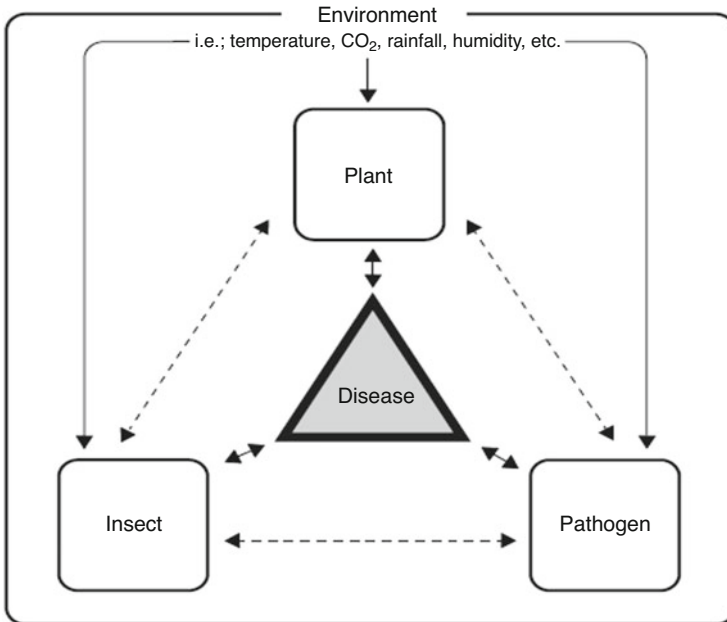 Environment
i.e.; temperature, CO₂, rainfall, humidity, etc.
Plant
Disease
Insect
Pathogen